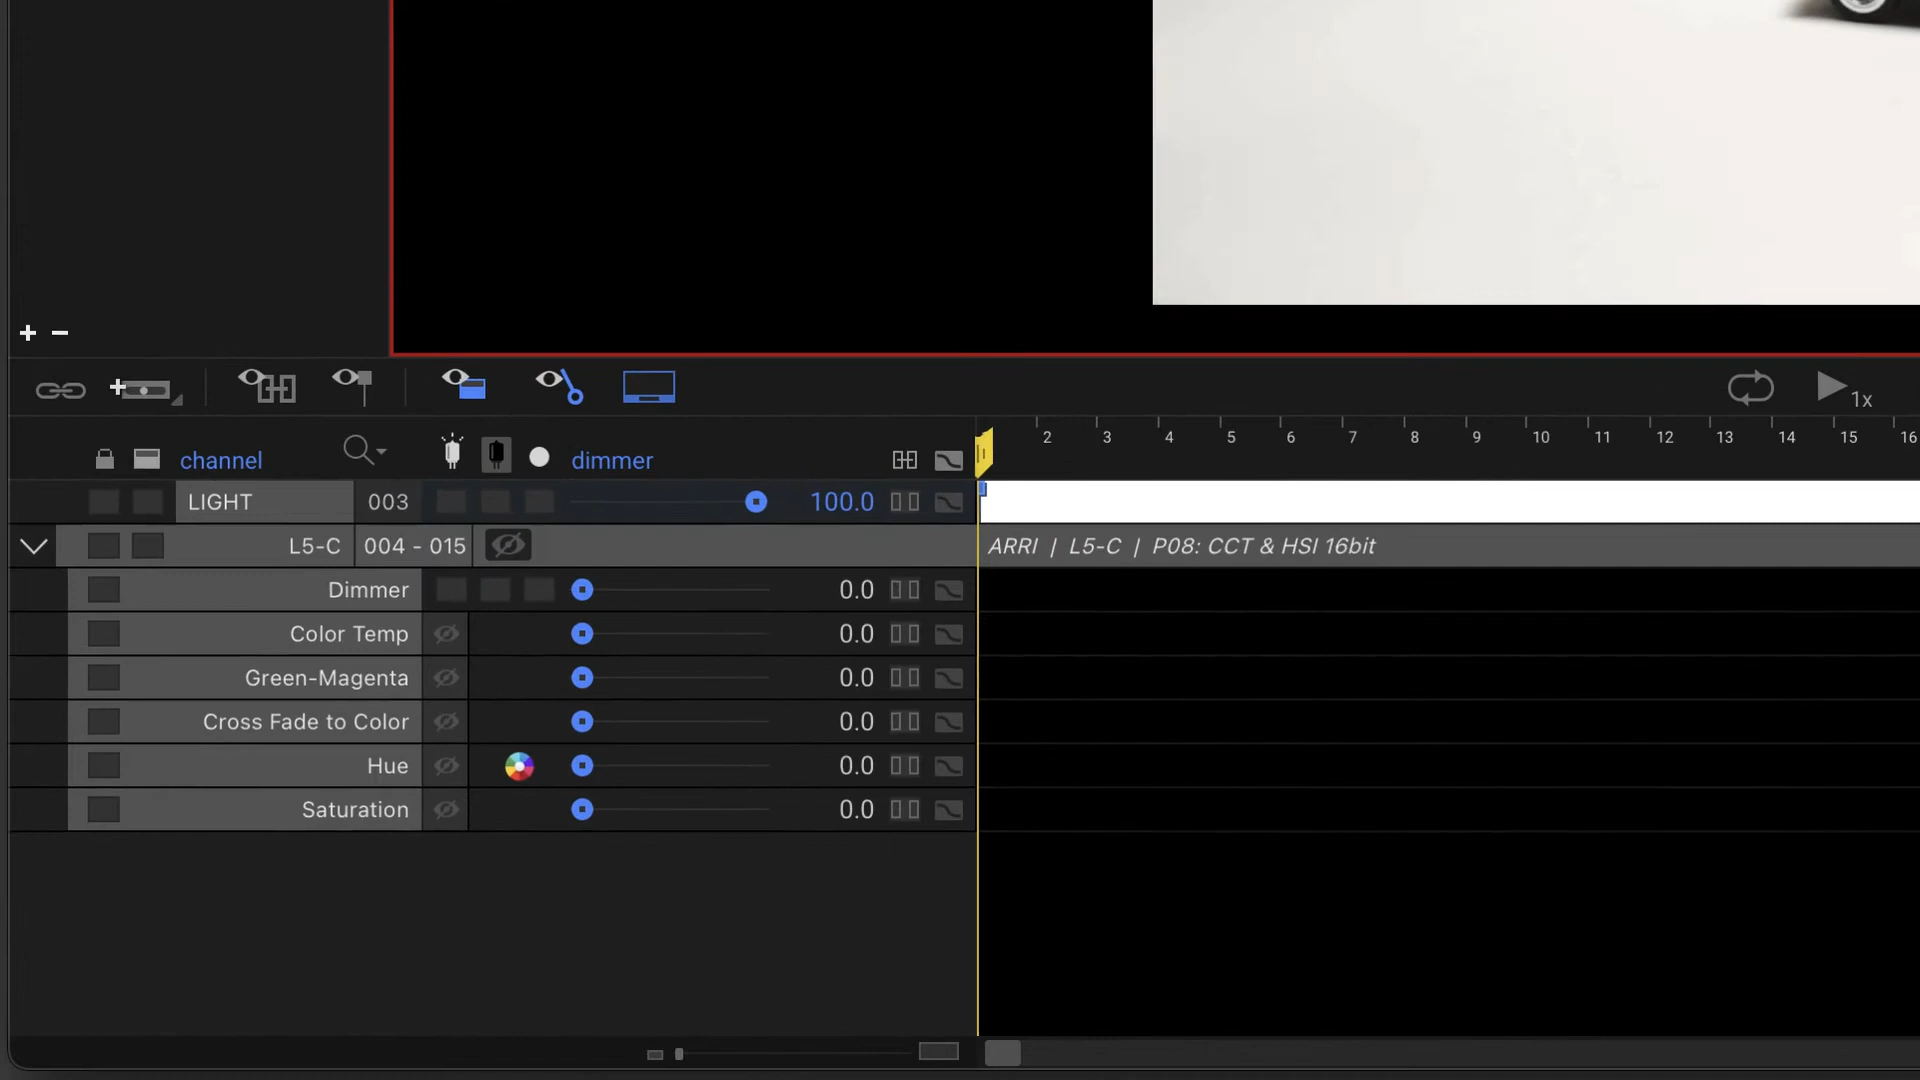 + −
1x
channel dimmer 2 3 4 5 6 7 8 9 10 11 12 13 14 15 16
LIGHT 003 100.0
L5-C 004 - 015 ARRI | L5-C | P08: CCT & HSI 16bit
Dimmer 0.0
Color Temp 0.0
Green-Magenta 0.0
Cross Fade to Color 0.0
Hue 0.0
Saturation 0.0